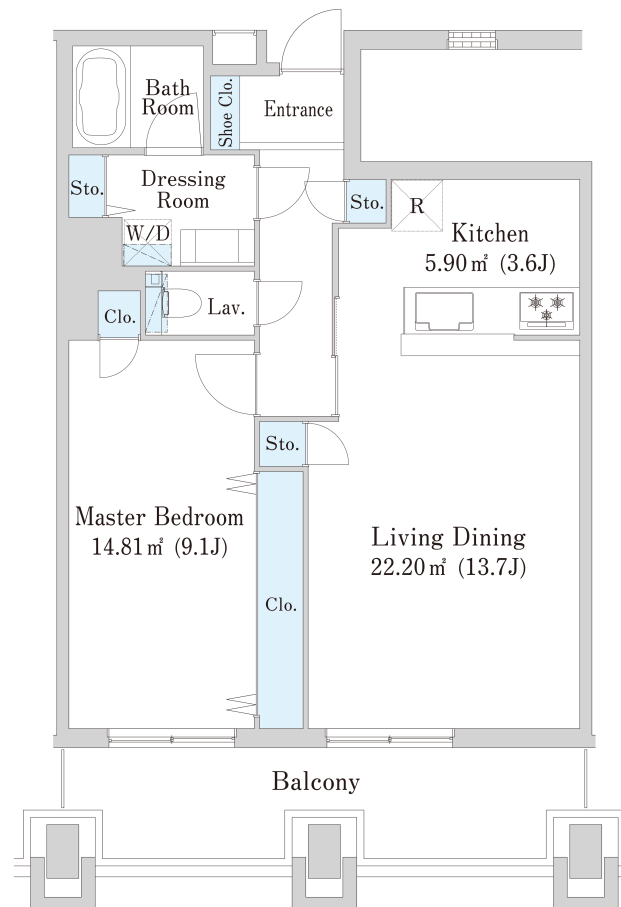 Bath
Room
Shoe Clo.
Entrance
Sto.
Dressing
Room
Sto.
R
W/D
Kitchen
5.90㎡ (3.6J)
Lav.
Clo.
Sto.
Master Bedroom
14.81㎡ (9.1J)
Living Dining
22.20㎡ (13.7J)
Clo.
Balcony